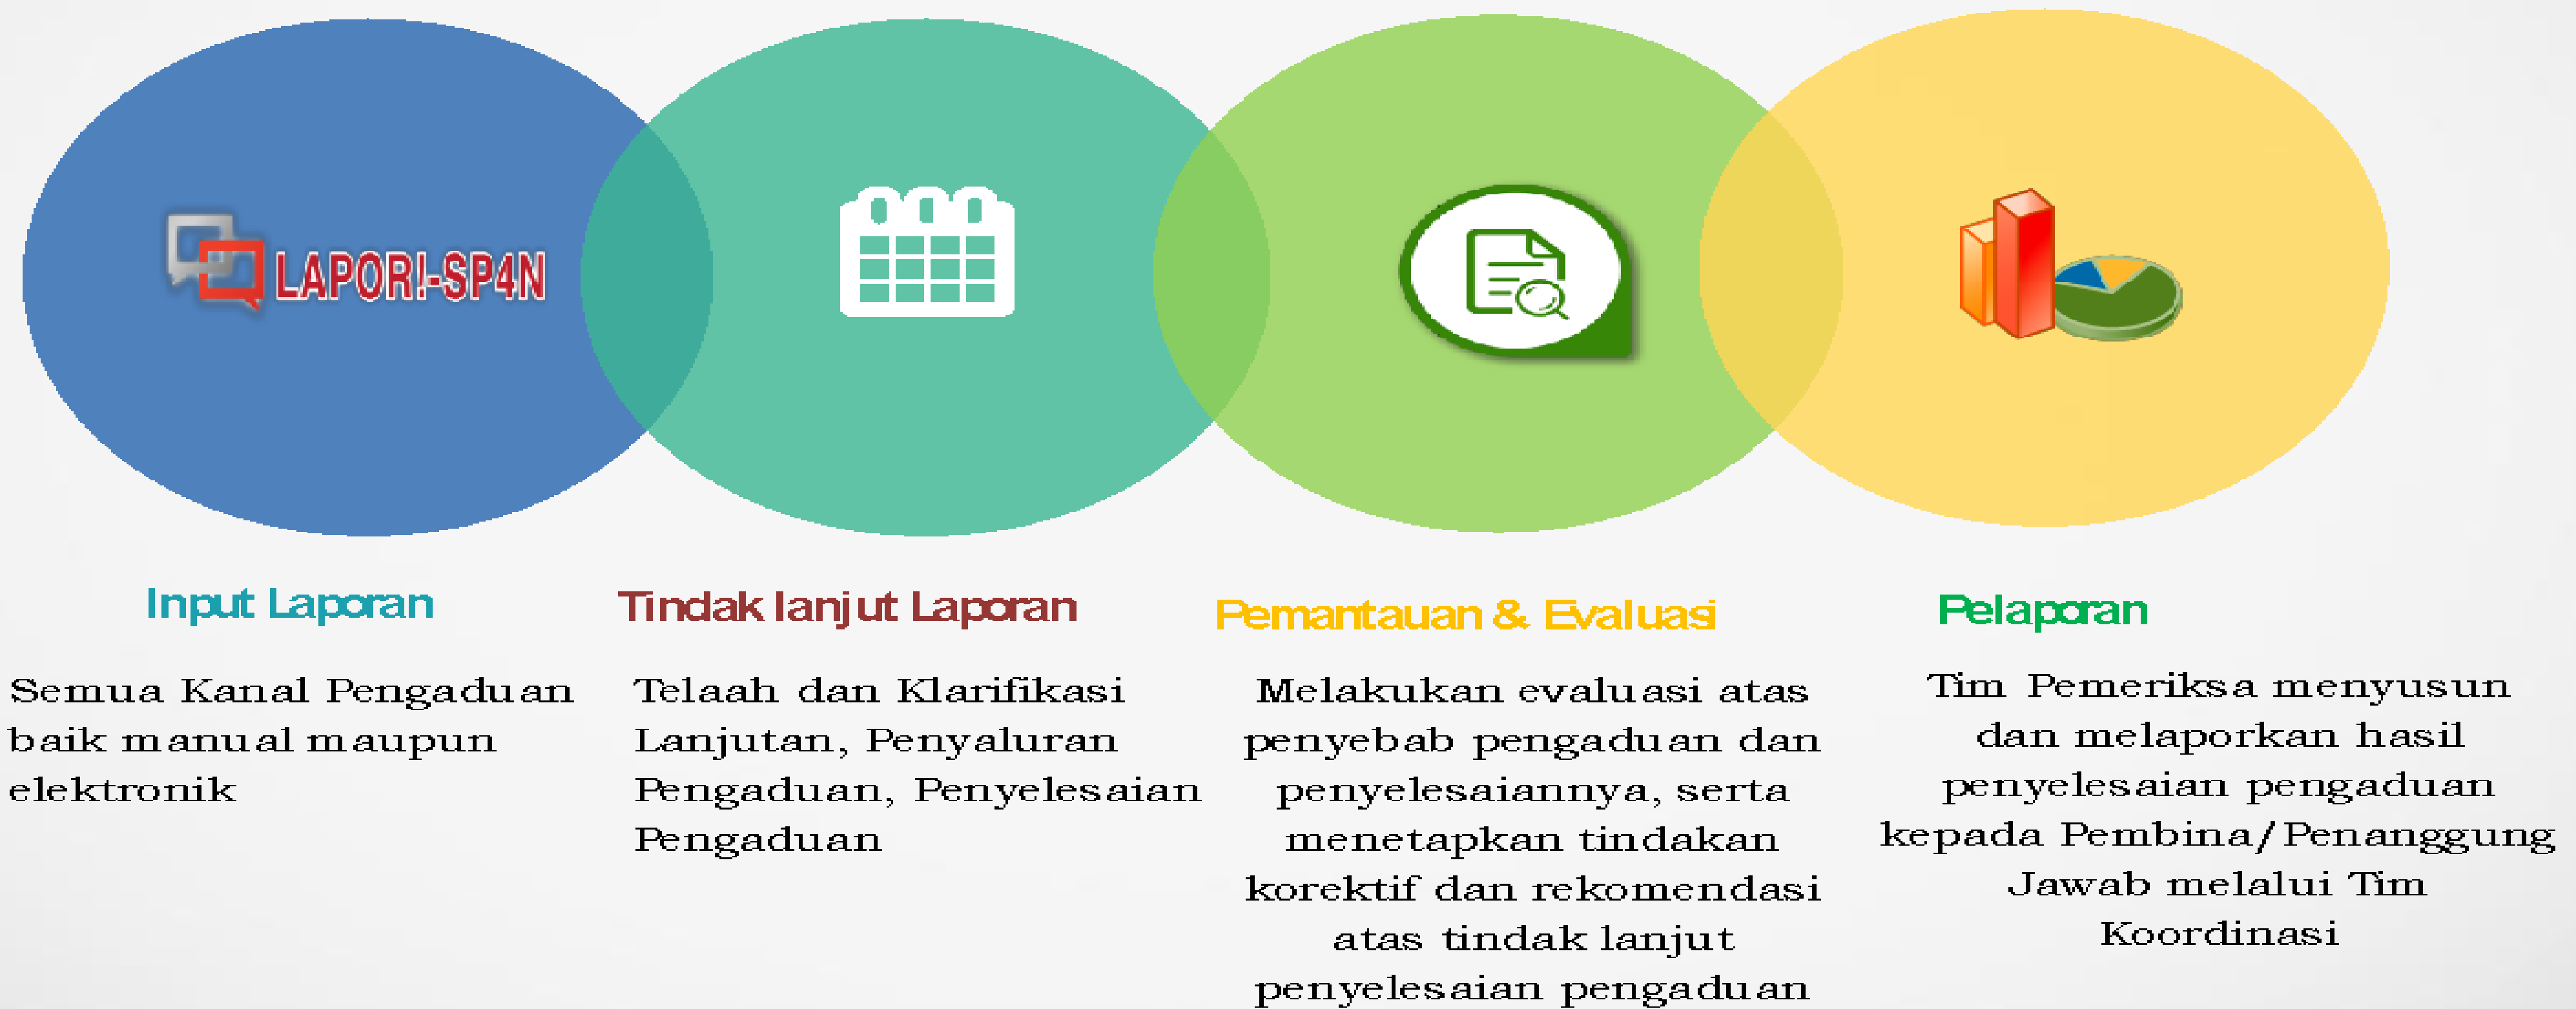 LAPOR!-SP4N
Input Laporan
Semua Kanal Pengaduan
baik manual maupun
elektronik
Tindak lanjut Laporan
Telaah dan Klarifikasi
Lanjutan, Penyaluran
Pengaduan, Penyelesaian
Pengaduan
Pemantauan & Evaluasi
Melakukan evaluasi atas
penyebab pengaduan dan
penyelesaiannya, serta
menetapkan tindakan
korektif dan rekomendasi
atas tindak lanjut
penyelesaian pengaduan
Pelaporan
Tim Pemeriksa menyusun
dan melaporkan hasil
penyelesaian pengaduan
kepada Pembina/Penanggung
Jawab melalui Tim
Koordinasi